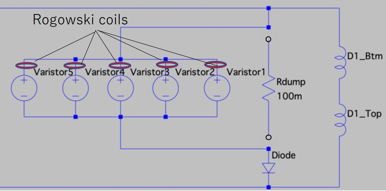 Rogowski coils
Varistor5 Varistor4 Varistor3 Varistor2 Varistor1
Rdump
100m
D1_Btm
D1_Top
Diode